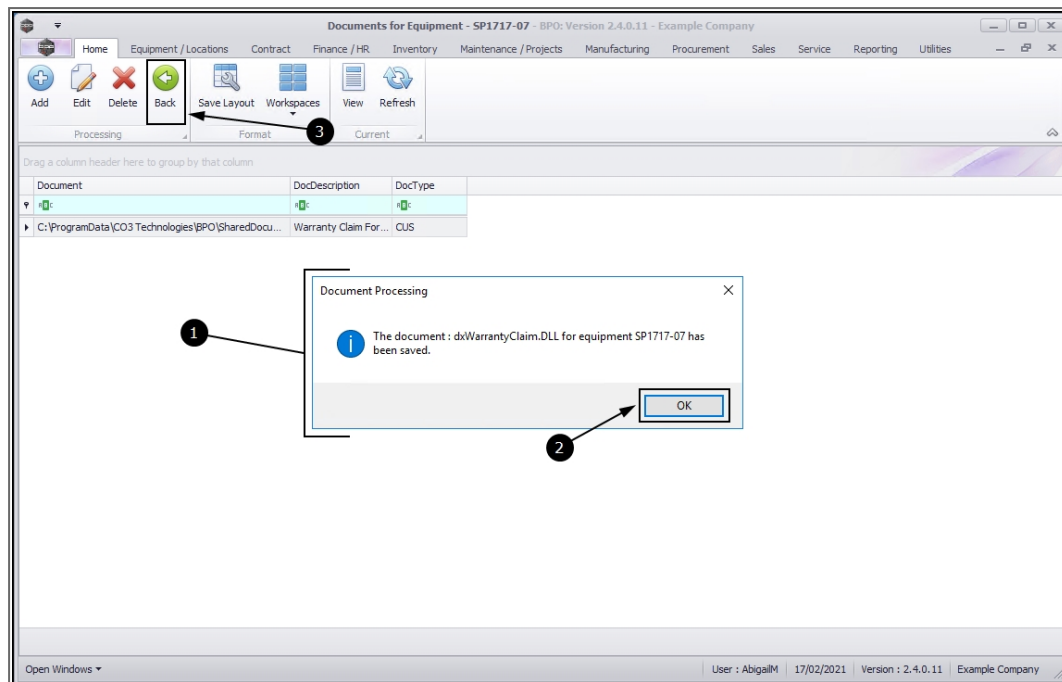 Documents for Equipment - SP1717-07 - BPO: Version 2.4.0.11 - Example Company
Home Equipment / Locations Contract Finance / HR Inventory Maintenance / Projects Manufacturing Procurement Sales Service Reporting Utilities
Add Edit Delete Back Save Layout Workspaces View Refresh
3
Processing Format Current
Drag a column header here to group by that column
Document DocDescription DocType
C:\ProgramData\CO3 Technologies\BPO\SharedDocu... Warranty Claim For... CUS
Document Processing
1
The document : dxWarrantyClaim.DLL for equipment SP1717-07 has
been saved.
OK
2
Open Windows User : AbigailM 17/02/2021 Version : 2.4.0.11 Example Company